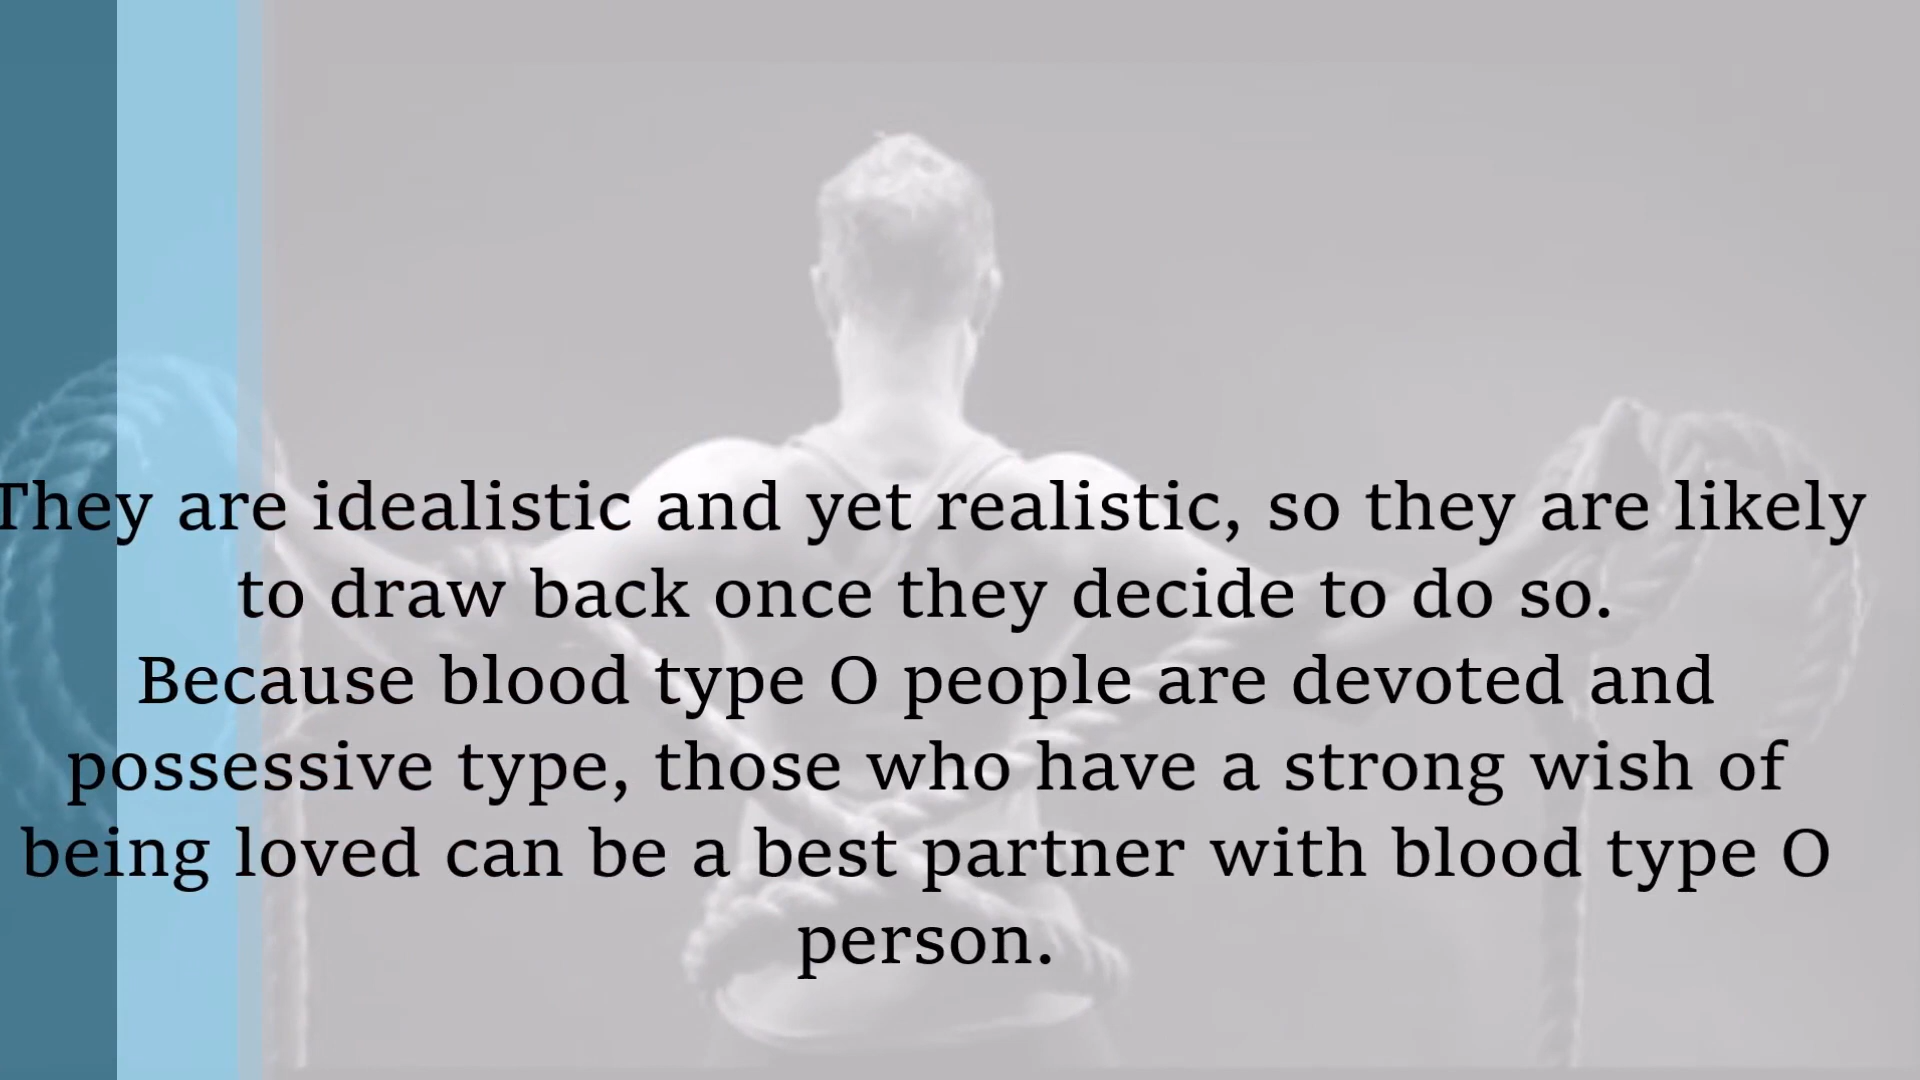 They are idealistic and yet realistic, so they are likely
to draw back once they decide to do so.
Because blood type O people are devoted and
possessive type, those who have a strong wish of
being loved can be a best partner with blood type O
person.